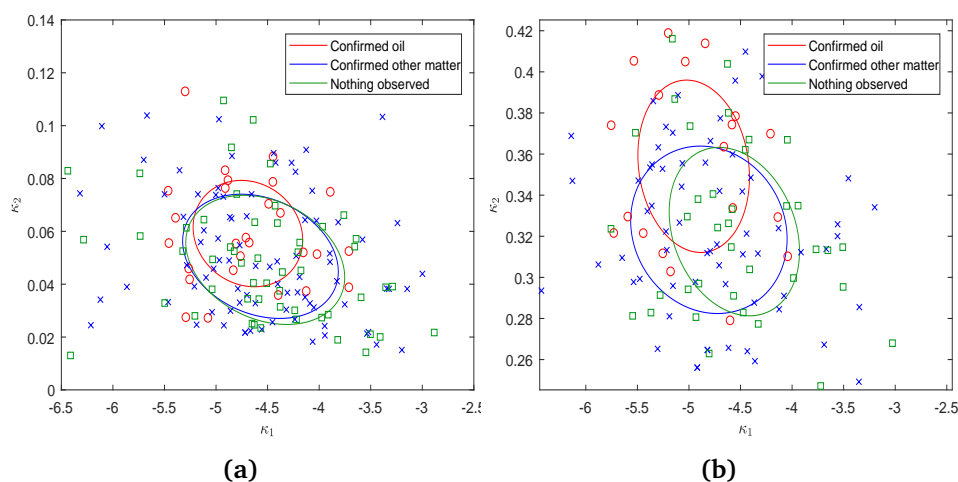 0.14
0.12
0.1
0.08
0.06
0.04
0.02
0
κ2
-6.5 -6 -5.5 -5 -4.5 -4 -3.5 -3 -2.5
κ1
Confirmed oil
Confirmed other matter
Nothing observed
(a)
0.42
0.4
0.38
0.36
0.34
0.32
0.3
0.28
0.26
κ2
-6 -5.5 -5 -4.5 -4 -3.5 -3 -2.5
κ1
Confirmed oil
Confirmed other matter
Nothing observed
(b)